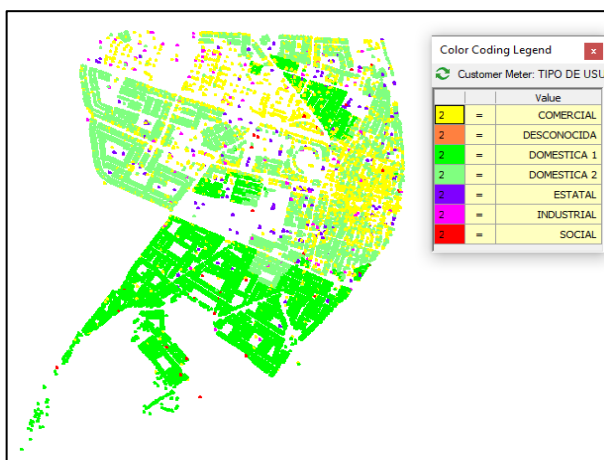 Color Coding Legend x
Customer Meter: TIPO DE USU
Value
2 = COMERCIAL
2 = DESCONOCIDA
2 = DOMESTICA 1
2 = DOMESTICA 2
2 = ESTATAL
2 = INDUSTRIAL
2 = SOCIAL